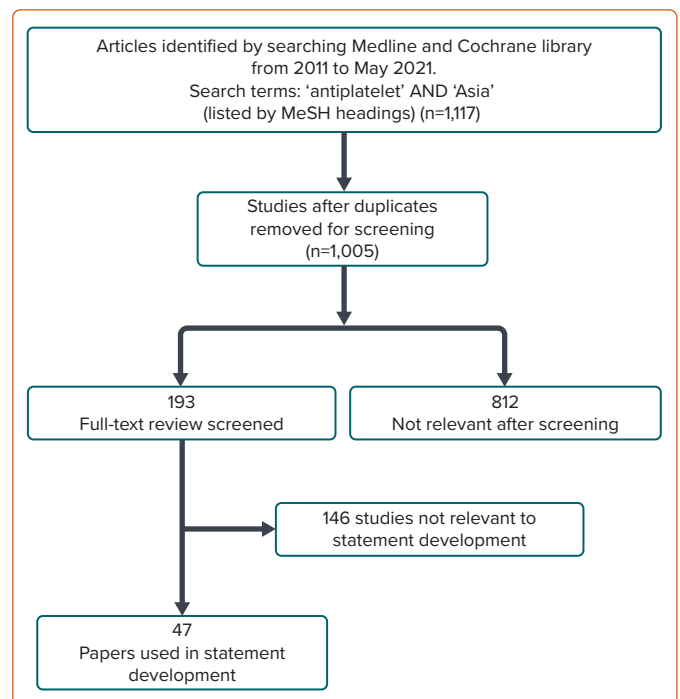 Articles identified by searching Medline and Cochrane library
from 2011 to May 2021.
Search terms: ‘antiplatelet’ AND ‘Asia’
(listed by MeSH headings) (n=1,117)
Studies after duplicates
removed for screening
(n=1,005)
193
Full-text review screened
812
Not relevant after screening
146 studies not relevant to
statement development
47
Papers used in statement
development